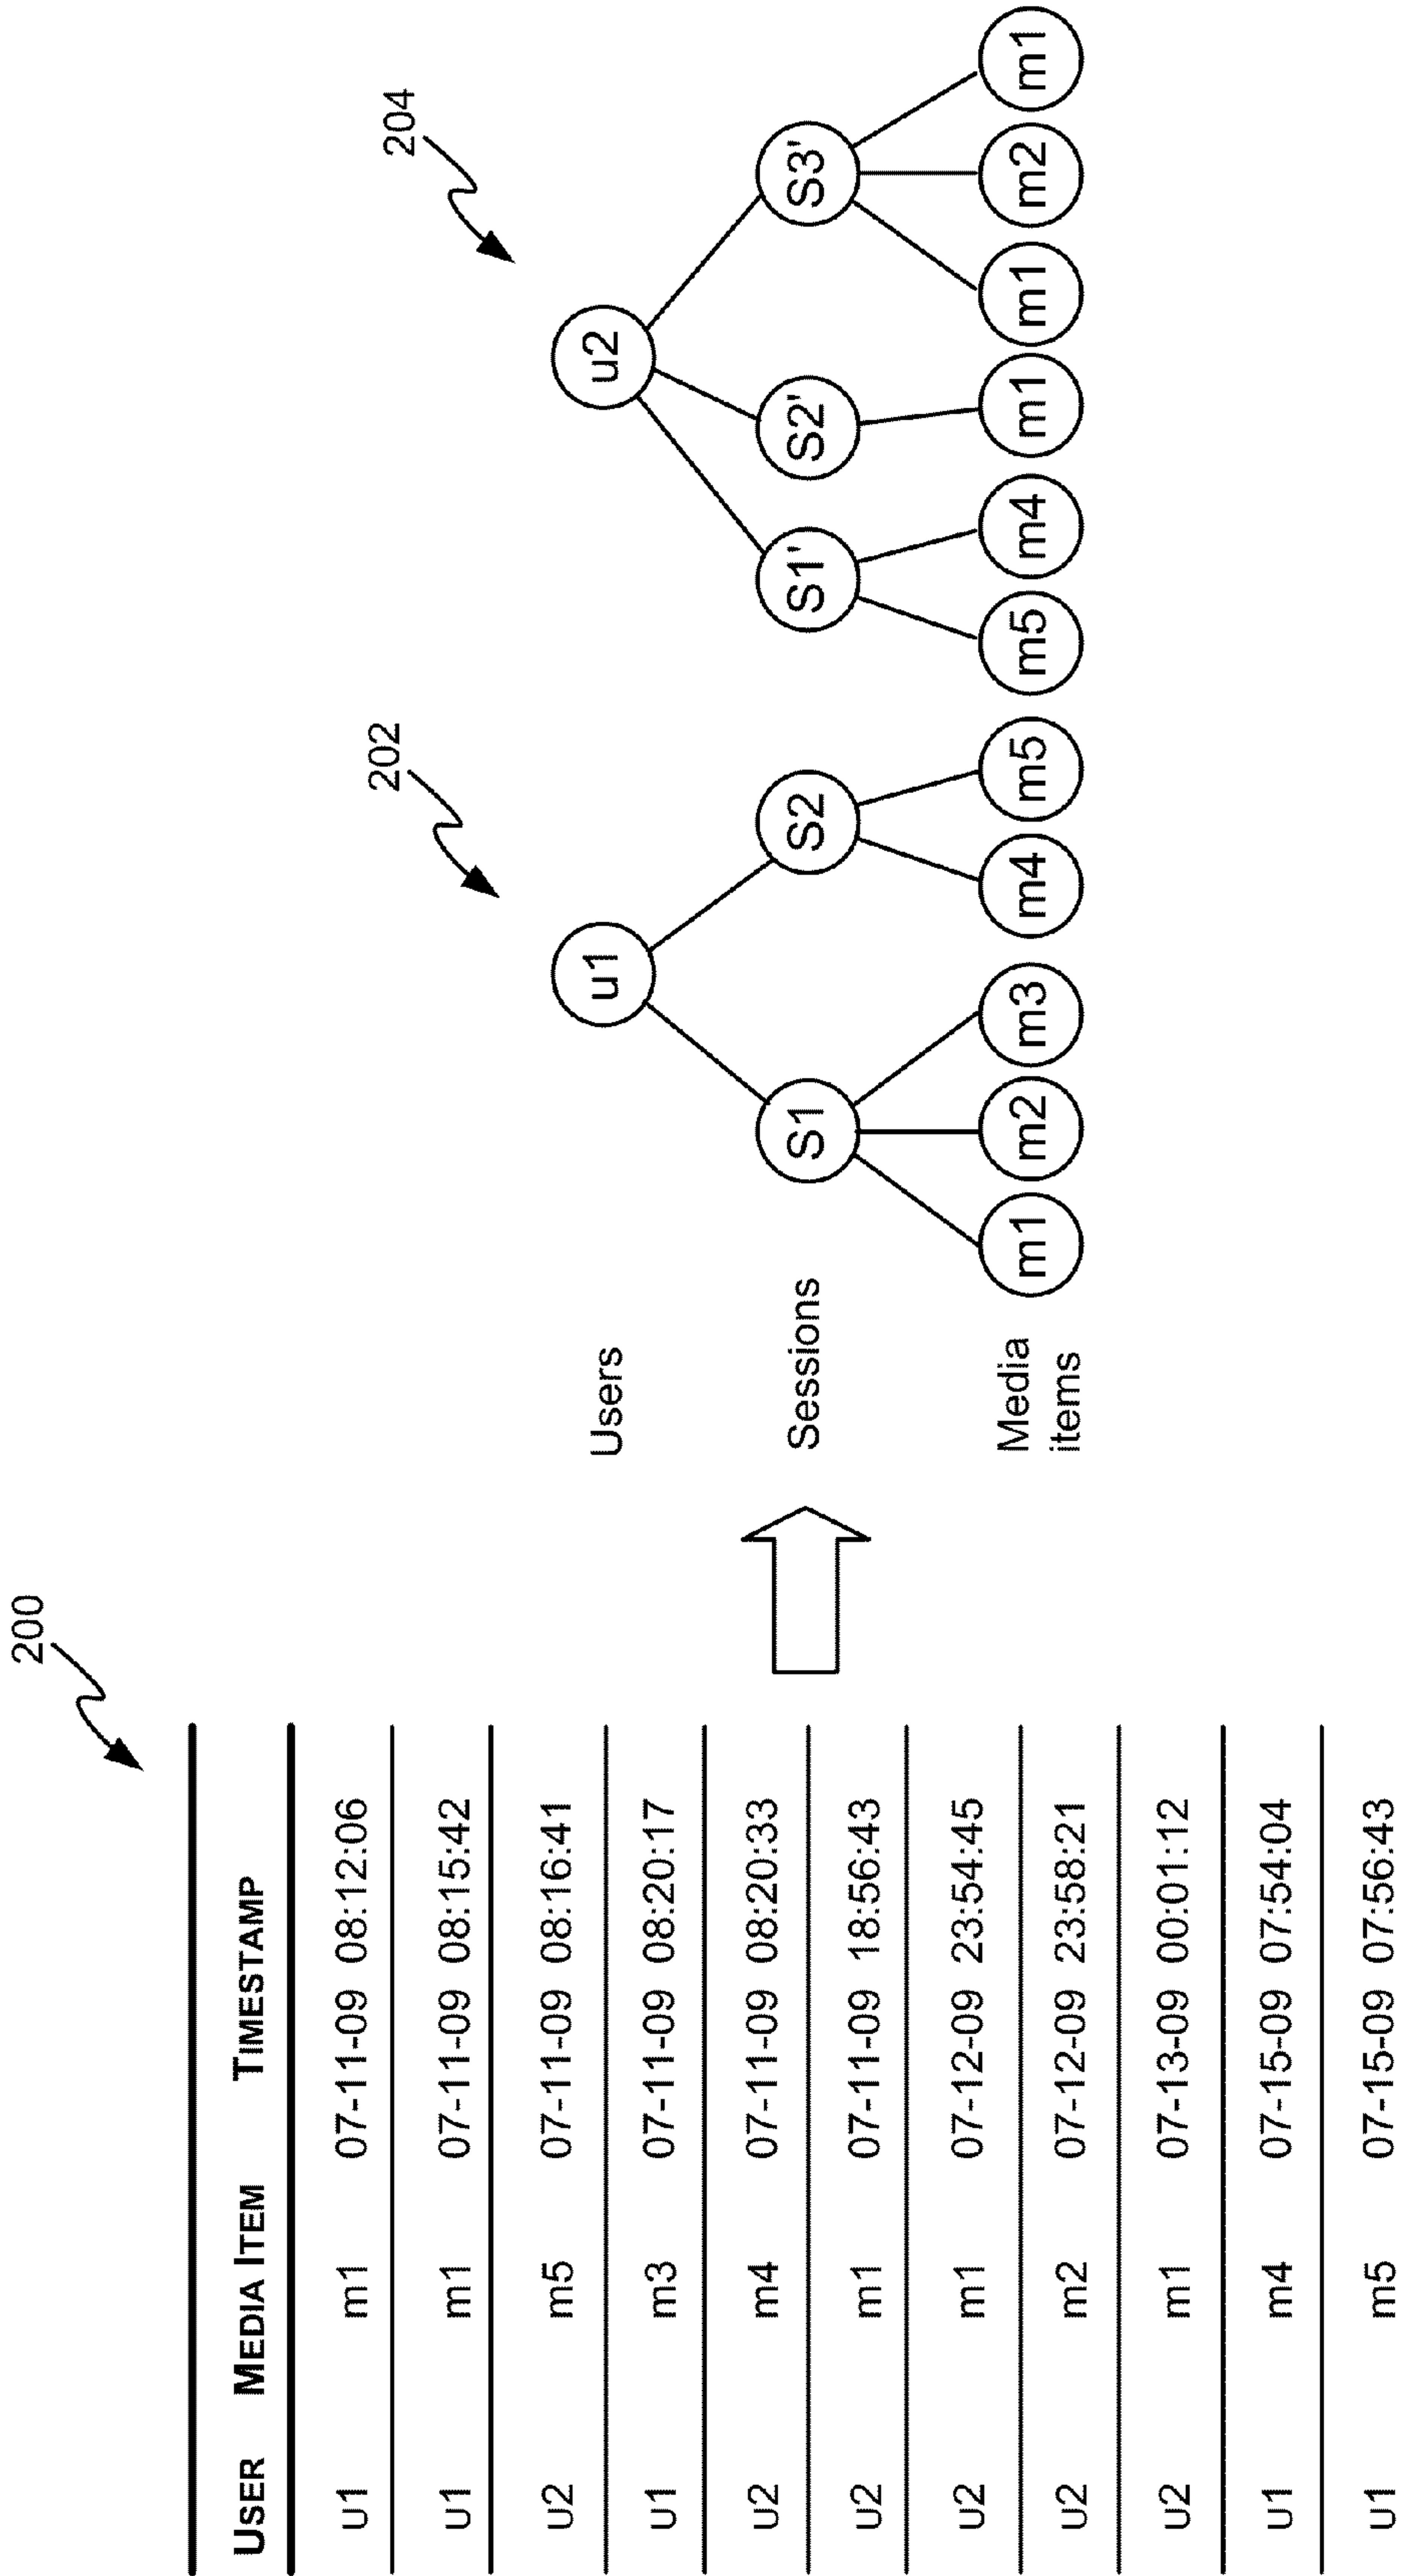 200
USER MEDIA ITEM TIMESTAMP
u1 m1 07-11-09 08:12:06
u1 m1 07-11-09 08:15:42
u2 m5 07-11-09 08:16:41
u1 m3 07-11-09 08:20:17
u2 m4 07-11-09 08:20:33
u2 m1 07-11-09 18:56:43
u2 m1 07-12-09 23:54:45
u2 m2 07-12-09 23:58:21
u2 m1 07-13-09 00:01:12
u1 m4 07-15-09 07:54:04
u1 m5 07-15-09 07:56:43
202
204
Users
u1
u2
Sessions
S1
S2
S1'
S2'
S3'
Media
items
m1
m2
m3
m4
m5
m5
m4
m1
m1
m2
m1